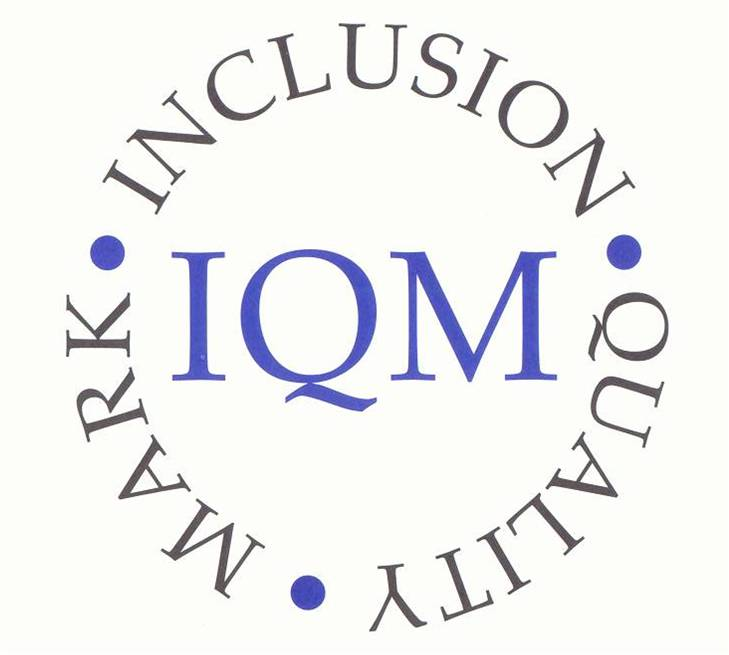 INCLUSION • QUALITY • MARK •
IQM